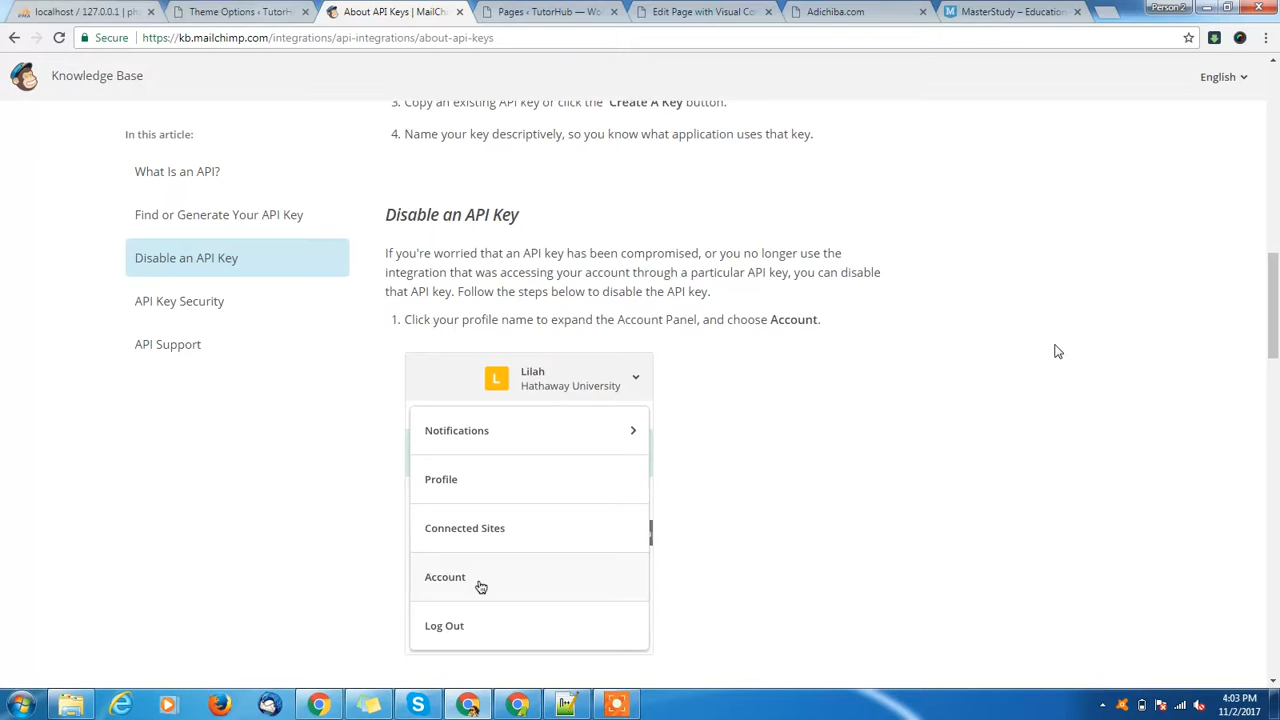 localhost / 127.0.0.1 | ph
Theme Options ‹ TutorH
About API Keys | MailCh
Pages ‹ TutorHub — Wo
Edit Page with Visual Co
Adichiba.com
MasterStudy – Education
Person 2
Secure
https://kb.mailchimp.com/integrations/api-integrations/about-api-keys
Knowledge Base
English
In this article:
What Is an API?
Find or Generate Your API Key
Disable an API Key
API Key Security
API Support
3. Copy an existing API key or click the Create A Key button.
4. Name your key descriptively, so you know what application uses that key.
Disable an API Key
If you're worried that an API key has been compromised, or you no longer use the
integration that was accessing your account through a particular API key, you can disable
that API key. Follow the steps below to disable the API key.
1. Click your profile name to expand the Account Panel, and choose Account.
L
Lilah
Hathaway University
Notifications
Profile
Connected Sites
Account
Log Out
4:03 PM
11/2/2017